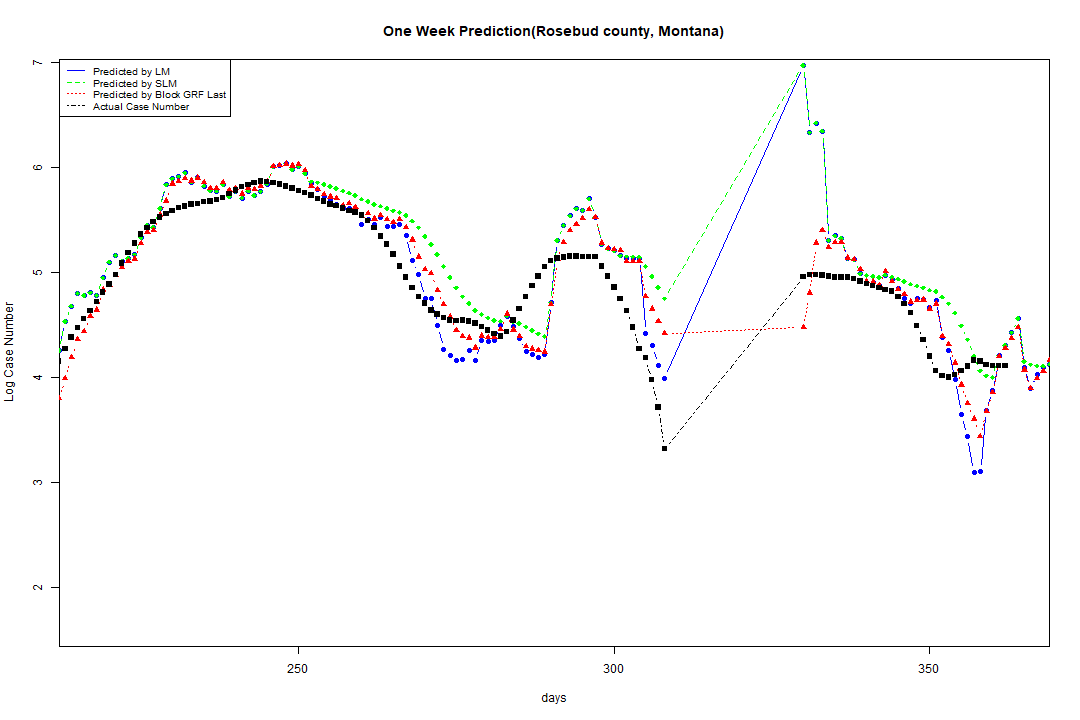 One Week Prediction(Rosebud county, Montana)
Predicted by LM
Predicted by SLM
Predicted by Block GRF Last
Actual Case Number
7
6
5
4
3
2
Log Case Number
250
300
350
days